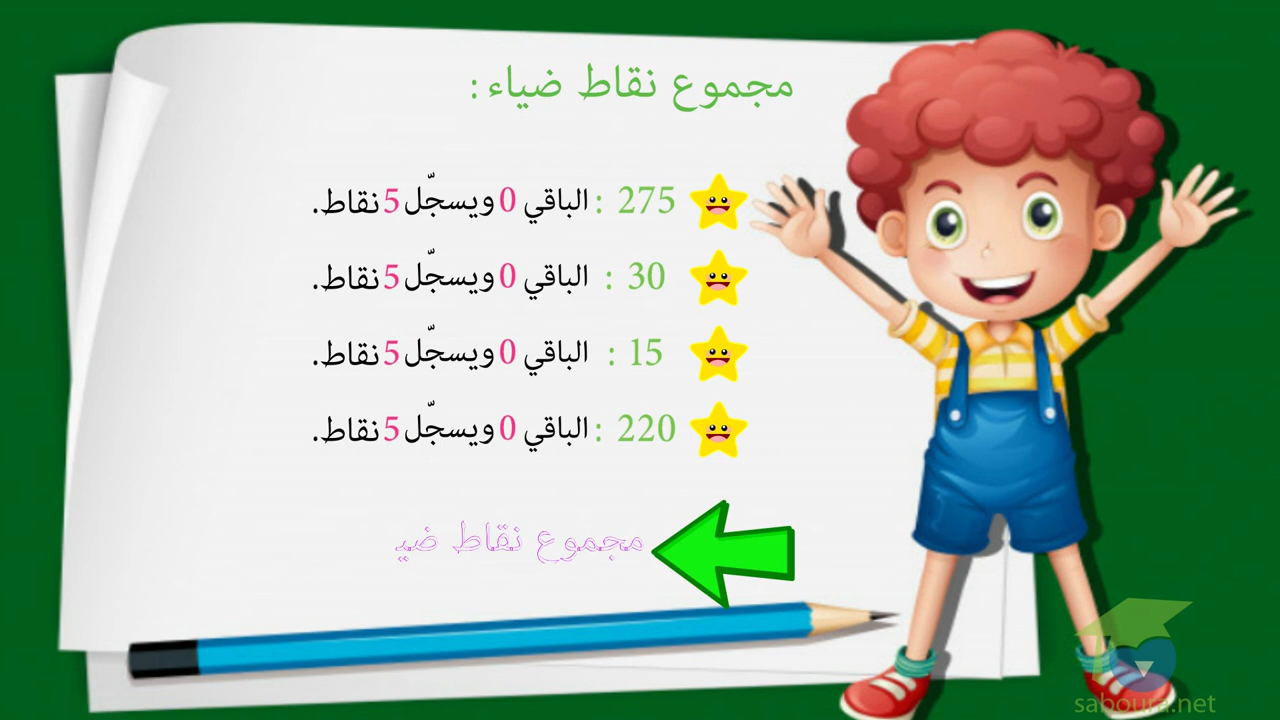 مجموع نقاط ضياء :
275 : الباقي 0 ويسجّل 5 نقاط.
30 : الباقي 0 ويسجّل 5 نقاط.
15 : الباقي 0 ويسجّل 5 نقاط.
220 : الباقي 0 ويسجّل 5 نقاط.
مجموع نقاط ضيـ
saboura.net